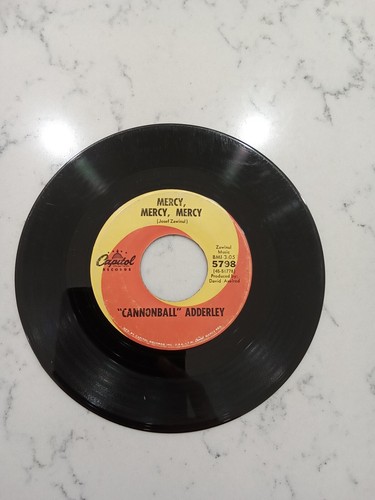 MERCY,
MERCY, MERCY
(Josef Zawinul)
Capitol
RECORDS
Zawinul
Music
BMI 3:05
5798
Produced by
David Axelrod
"CANNONBALL" ADDERLEY